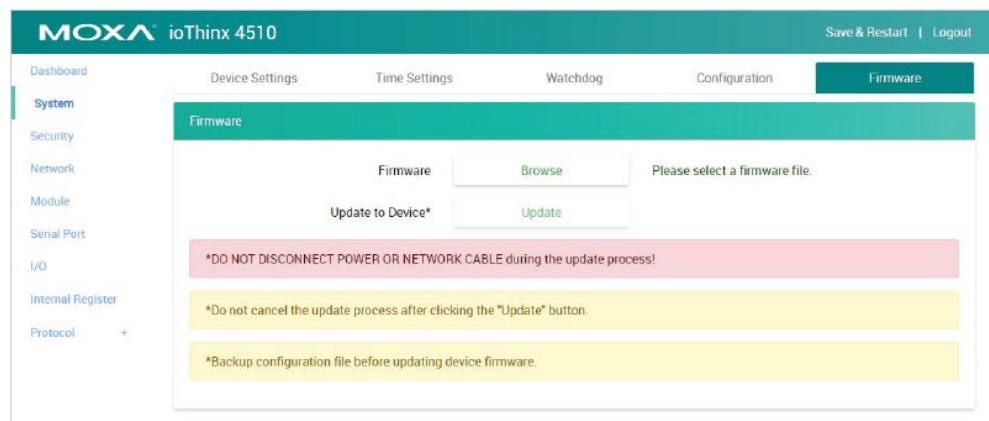 MOXA® ioThinx 4510
Save & Restart | Logout
Dashboard
System
Security
Network
Module
Serial Port
I/O
Internal Register
Protocol +
Device Settings Time Settings Watchdog Configuration Firmware
Firmware
Firmware Browse Please select a firmware file.
Update to Device* Update
*DO NOT DISCONNECT POWER OR NETWORK CABLE during the update process!
*Do not cancel the update process after clicking the "Update" button.
*Backup configuration file before updating device firmware.